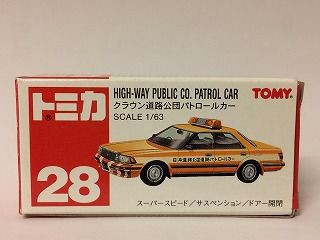 トミカ
®
28
HIGH-WAY PUBLIC CO. PATROL CAR
クラウン道路公団パトロールカー
SCALE 1/63
TOMY®
スーパースピード/サスペンション/ドアー開閉